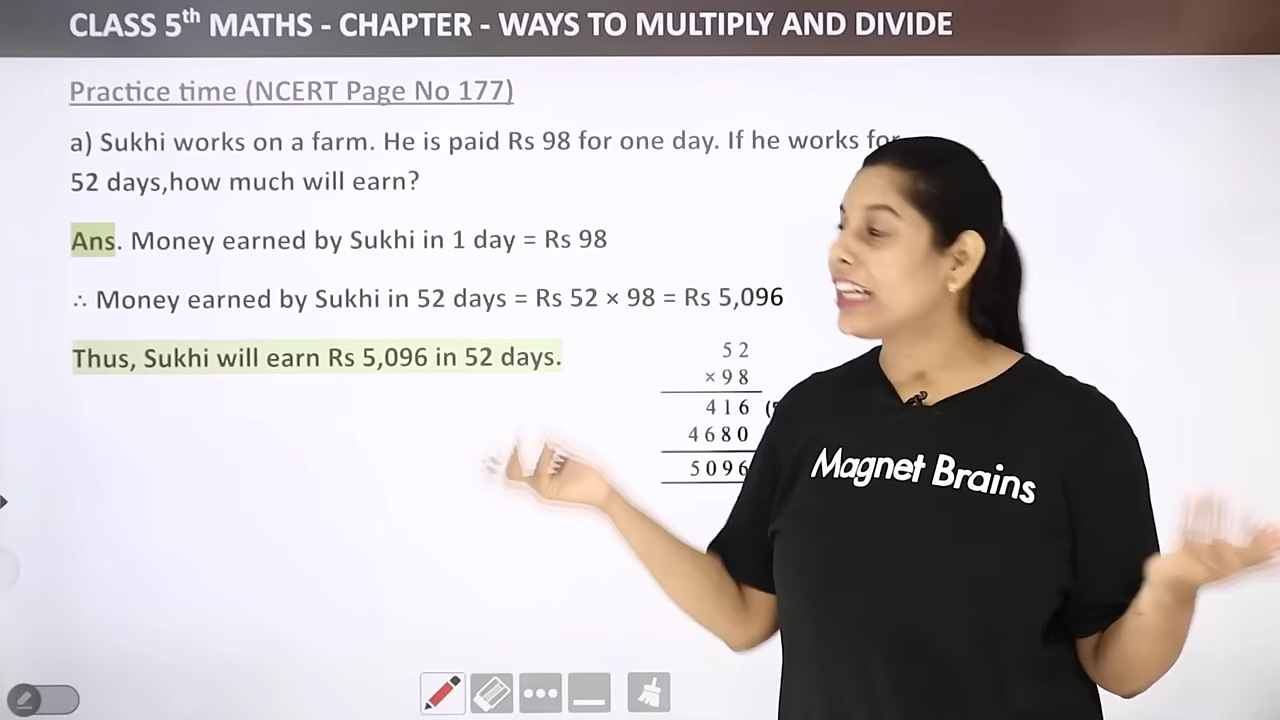 CLASS 5th MATHS - CHAPTER - WAYS TO MULTIPLY AND DIVIDE
Practice time (NCERT Page No 177)
a) Sukhi works on a farm. He is paid Rs 98 for one day. If he works for
52 days,how much will earn?
Ans. Money earned by Sukhi in 1 day = Rs 98
∴ Money earned by Sukhi in 52 days = Rs 52 × 98 = Rs 5,096
Thus, Sukhi will earn Rs 5,096 in 52 days.
52
×98
416
4680
5096
Magnet Brains